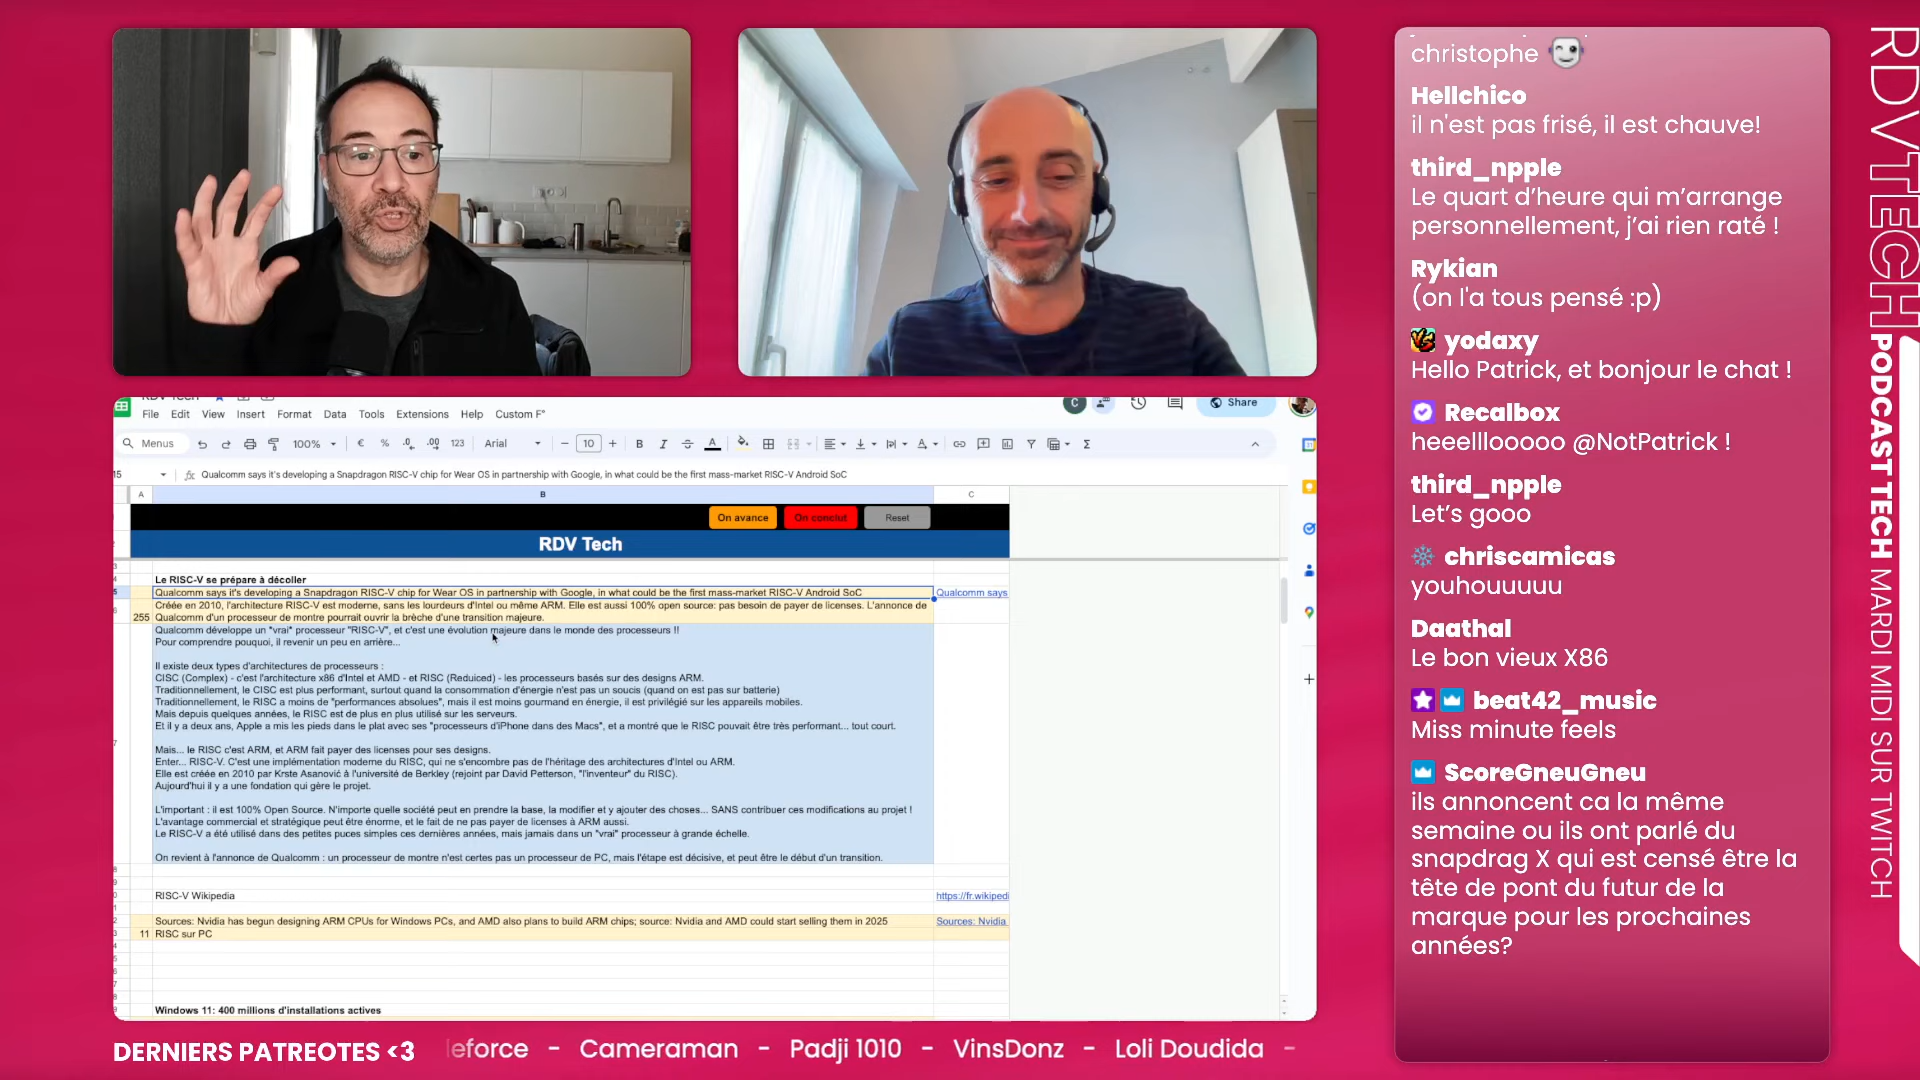 christophe
Hellchico
il n'est pas frisé, il est chauve!
third_npple
Le quart d’heure qui m’arrange
personnellement, j’ai rien raté !
Rykian
(on l'a tous pensé :p)
yodaxy
Hello Patrick, et bonjour le chat !
Recalbox
heeelllooooo @NotPatrick !
third_npple
Let’s gooo
chriscamicas
youhouuuuu
Daathal
Le bon vieux X86
beat42_music
Miss minute feels
ScoreGneuGneu
ils annoncent ca la même
semaine ou ils ont parlé du
snapdrag X qui est censé être la
tête de pont du futur de la
marque pour les prochaines
années?
RDVTECH PODCAST TECH MARDI MIDI SUR TWITCH
File Edit View Insert Format Data Tools Extensions Help Custom F°
C
Share
Menus 100% € % .0 .00 123 Arial 10 B I A
15 fx Qualcomm says it's developing a Snapdragon RISC-V chip for Wear OS in partnership with Google, in what could be the first mass-market RISC-V Android SoC
A B C
On avance On conclut Reset
RDV Tech
Le RISC-V se prépare à décoller
Qualcomm says it's developing a Snapdragon RISC-V chip for Wear OS in partnership with Google, in what could be the first mass-market RISC-V Android SoC Qualcomm says
Créée en 2010, l'architecture RISC-V est moderne, sans les lourdeurs d'Intel ou même ARM. Elle est aussi 100% open source: pas besoin de payer de licenses. L'annonce de
255 Qualcomm d'un processeur de montre pourrait ouvrir la brèche d'une transition majeure.
Qualcomm développe un "vrai" processeur "RISC-V", et c'est une évolution majeure dans le monde des processeurs !!
Pour comprendre pouquoi, il revenir un peu en arrière...
Il existe deux types d'architectures de processeurs :
CISC (Complex) - c'est l'architecture x86 d'Intel et AMD - et RISC (Reduced) - les processeurs basés sur des designs ARM.
Traditionnellement, le CISC est plus performant, surtout quand la consommation d'énergie n'est pas un soucis (quand on est pas sur batterie)
Traditionnellement, le RISC a moins de "performances absolues", mais il est moins gourmand en énergie, il est privilégié sur les appareils mobiles.
Mais depuis quelques années, le RISC est de plus en plus utilisé sur les serveurs.
Et il y a deux ans, Apple a mis les pieds dans le plat avec ses "processeurs d'iPhone dans des Macs", et a montré que le RISC pouvait être très performant... tout court.
Mais... le RISC c'est ARM, et ARM fait payer des licenses pour ses designs.
Enter... RISC-V. C'est une implémentation moderne du RISC, qui ne s'encombre pas de l'héritage des architectures d'Intel ou ARM.
Elle est créée en 2010 par Krste Asanović à l'université de Berkley (rejoint par David Petterson, "l'inventeur" du RISC).
Aujourd'hui il y a une fondation qui gère le projet.
L'important : il est 100% Open Source. N'importe quelle société peut en prendre la base, la modifier et y ajouter des choses... SANS contribuer ces modifications au projet !
L'avantage commercial et stratégique peut être énorme, et le fait de ne pas payer de licenses à ARM aussi.
Le RISC-V a été utilisé dans des petites puces simples ces dernières années, mais jamais dans un "vrai" processeur à grande échelle.
On revient à l'annonce de Qualcomm : un processeur de montre n'est certes pas un processeur de PC, mais l'étape est décisive, et peut être le début d'un transition.
RISC-V Wikipedia https://fr.wikiped
Sources: Nvidia has begun designing ARM CPUs for Windows PCs, and AMD also plans to build ARM chips; source: Nvidia and AMD could start selling them in 2025 Sources: Nvidia
11 RISC sur PC
Windows 11: 400 millions d'installations actives
DERNIERS PATREOTES <3 eforce - Cameraman - Padji 1010 - VinsDonz - Loli Doudida -